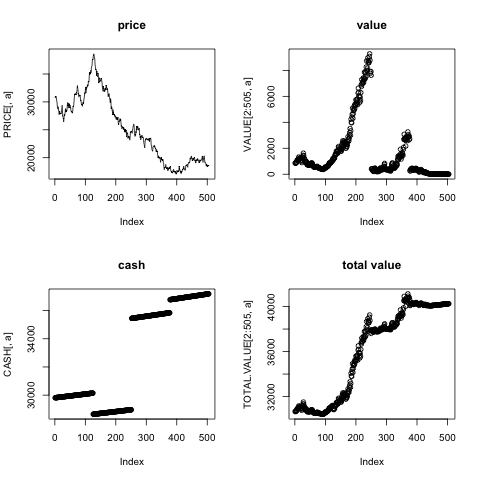 price
PRICE[, a]
20000
30000
0
100
200
300
400
500
Index
value
VALUE[2:505, a]
0
2000
6000
0
100
200
300
400
500
Index
cash
CASH[, a]
30000
34000
0
100
200
300
400
500
Index
total value
TOTAL.VALUE[2:505, a]
32000
36000
40000
0
100
200
300
400
500
Index